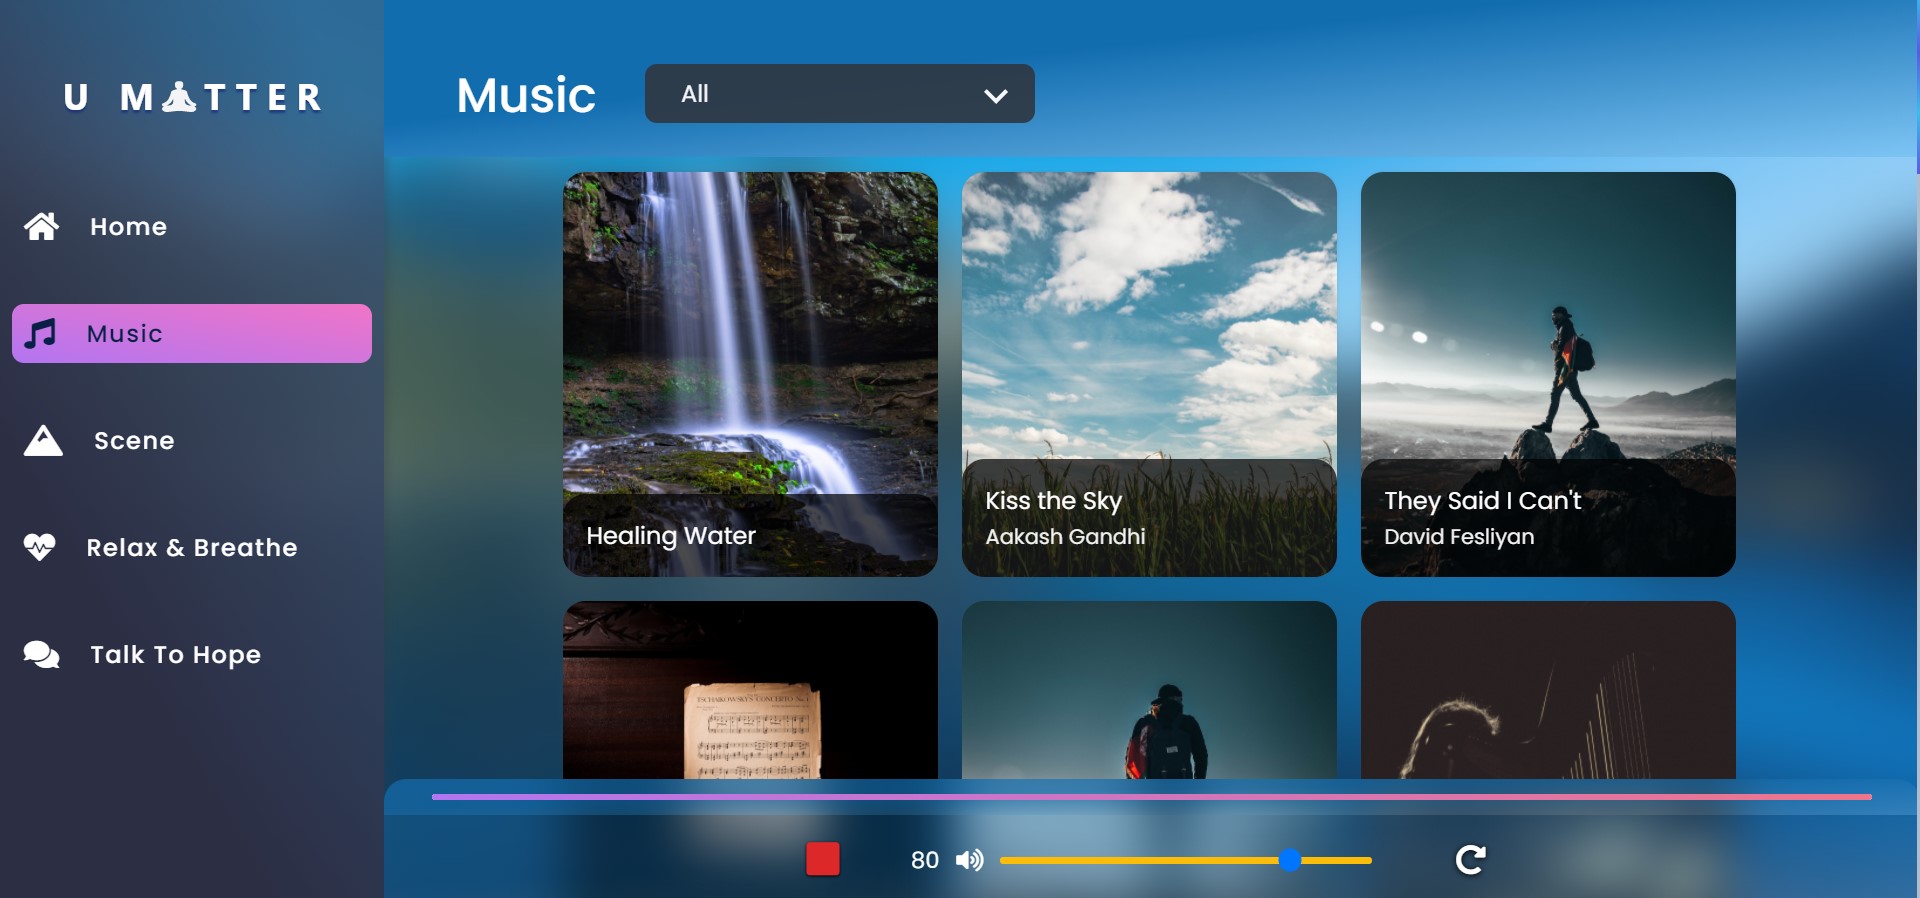 U M TTER
Home
Music
Scene
Relax & Breathe
Talk To Hope
Music
All
Healing Water
Kiss the Sky
Aakash Gandhi
They Said I Can't
David Fesliyan
TSCHAIKOWSKY'S CONCERTO No. 1
80